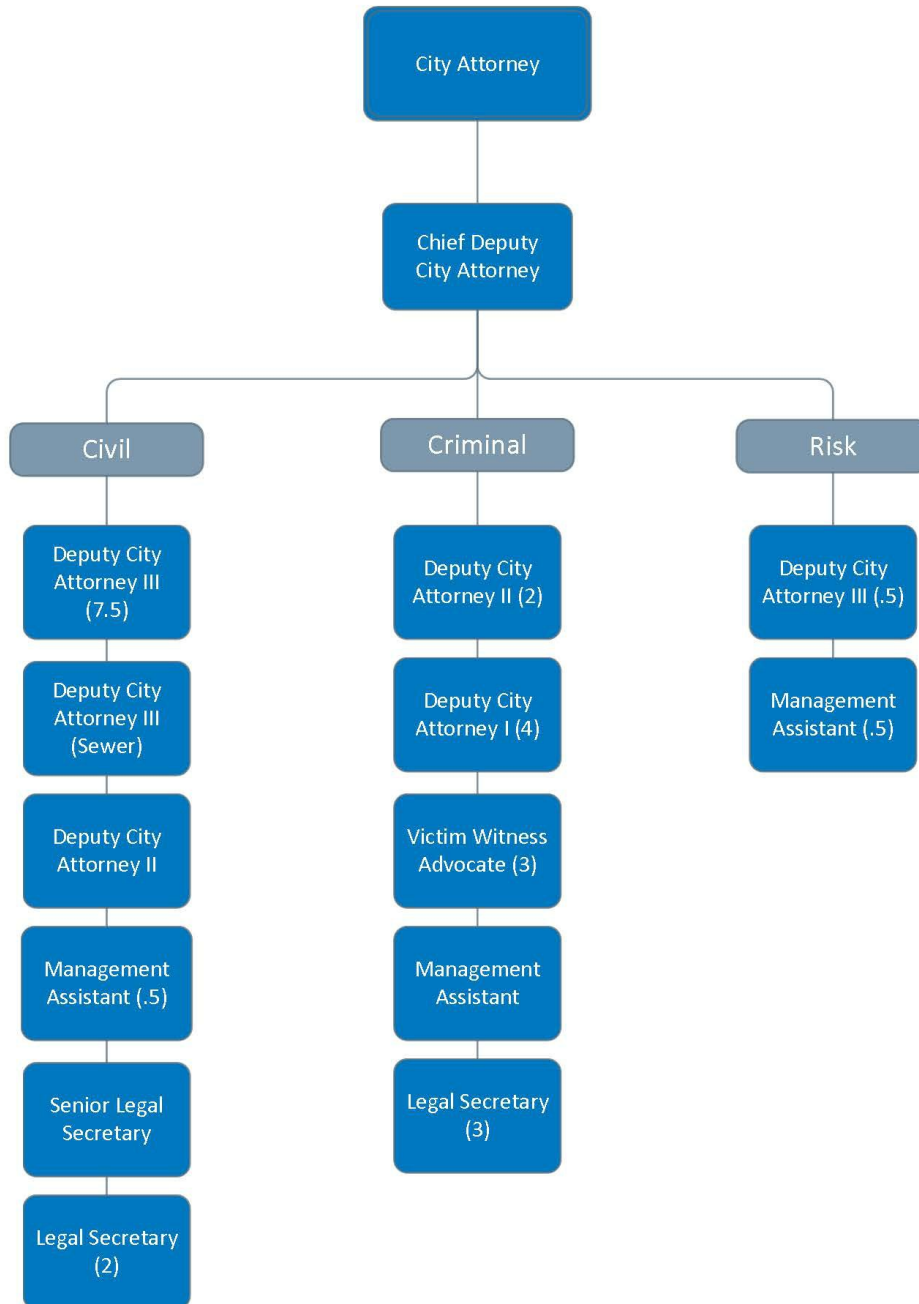 City Attorney
Chief Deputy
City Attorney
Civil
Deputy City
Attorney III
(7.5)
Deputy City
Attorney III
(Sewer)
Deputy City
Attorney II
Management
Assistant (.5)
Senior Legal
Secretary
Legal Secretary
(2)
Criminal
Deputy City
Attorney II (2)
Deputy City
Attorney I (4)
Victim Witness
Advocate (3)
Management
Assistant
Legal Secretary
(3)
Risk
Deputy City
Attorney III (.5)
Management
Assistant (.5)